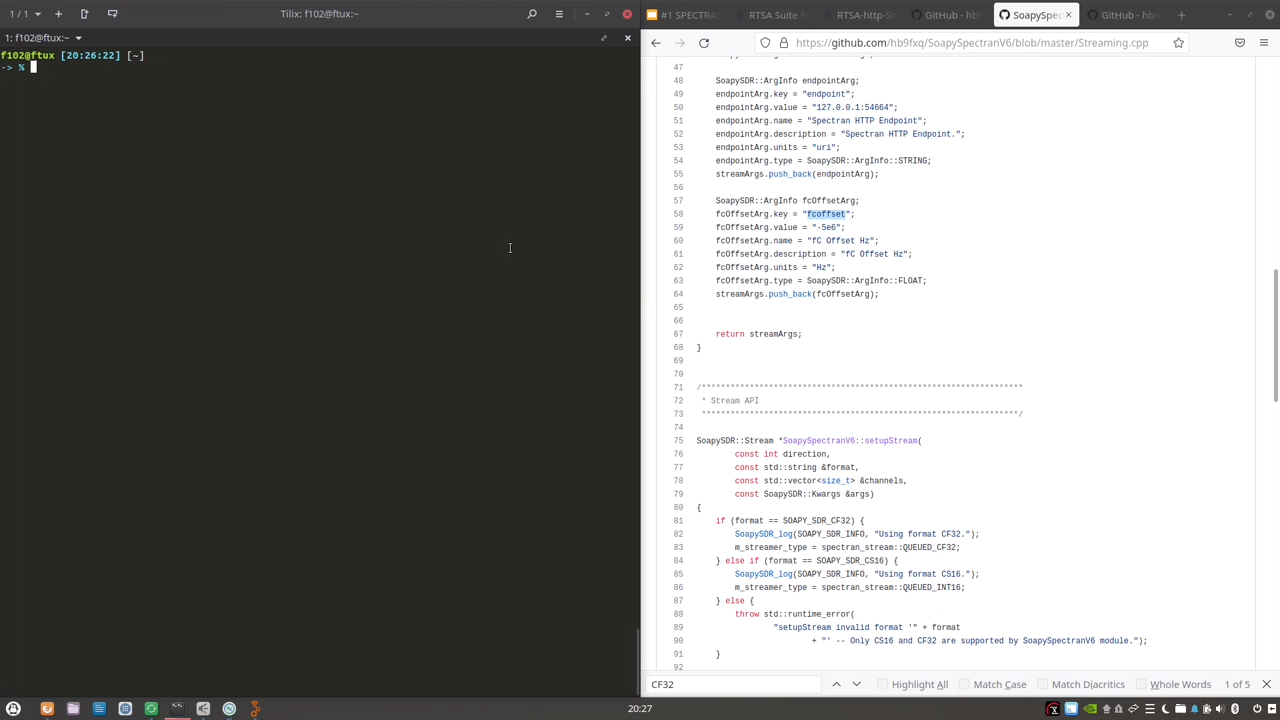 1 / 1
Tilix: f102@ftux:~
1: f102@ftux:~
f102@ftux [20:26:22] [~]
-> %
#1 SPECTRA
RTSA Suite P
RTSA-http-St
GitHub - hb9
SoapySpec
GitHub - hb9
https://github.com/hb9fxq/SoapySpectranV6/blob/master/Streaming.cpp
47
48 SoapySDR::ArgInfo endpointArg;
49 endpointArg.key = "endpoint";
50 endpointArg.value = "127.0.0.1:54664";
51 endpointArg.name = "Spectran HTTP Endpoint";
52 endpointArg.description = "Spectran HTTP Endpoint.";
53 endpointArg.units = "uri";
54 endpointArg.type = SoapySDR::ArgInfo::STRING;
55 streamArgs.push_back(endpointArg);
56
57 SoapySDR::ArgInfo fcOffsetArg;
58 fcOffsetArg.key = "fcoffset";
59 fcOffsetArg.value = "-5e6";
60 fcOffsetArg.name = "fC Offset Hz";
61 fcOffsetArg.description = "fC Offset Hz";
62 fcOffsetArg.units = "Hz";
63 fcOffsetArg.type = SoapySDR::ArgInfo::FLOAT;
64 streamArgs.push_back(fcOffsetArg);
65
66
67 return streamArgs;
68 }
69
70
71 /*******************************************************************
72 * Stream API
73 ******************************************************************/
74
75 SoapySDR::Stream *SoapySpectranV6::setupStream(
76 const int direction,
77 const std::string &format,
78 const std::vector<size_t> &channels,
79 const SoapySDR::Kwargs &args)
80 {
81 if (format == SOAPY_SDR_CF32) {
82 SoapySDR_log(SOAPY_SDR_INFO, "Using format CF32.");
83 m_streamer_type = spectran_stream::QUEUED_CF32;
84 } else if (format == SOAPY_SDR_CS16) {
85 SoapySDR_log(SOAPY_SDR_INFO, "Using format CS16.");
86 m_streamer_type = spectran_stream::QUEUED_INT16;
87 } else {
88 throw std::runtime_error(
89 "setupStream invalid format '" + format
90 + "' -- Only CS16 and CF32 are supported by SoapySpectranV6 module.");
91 }
92
CF32
Highlight All
Match Case
Match Diacritics
Whole Words
1 of 5
20:27